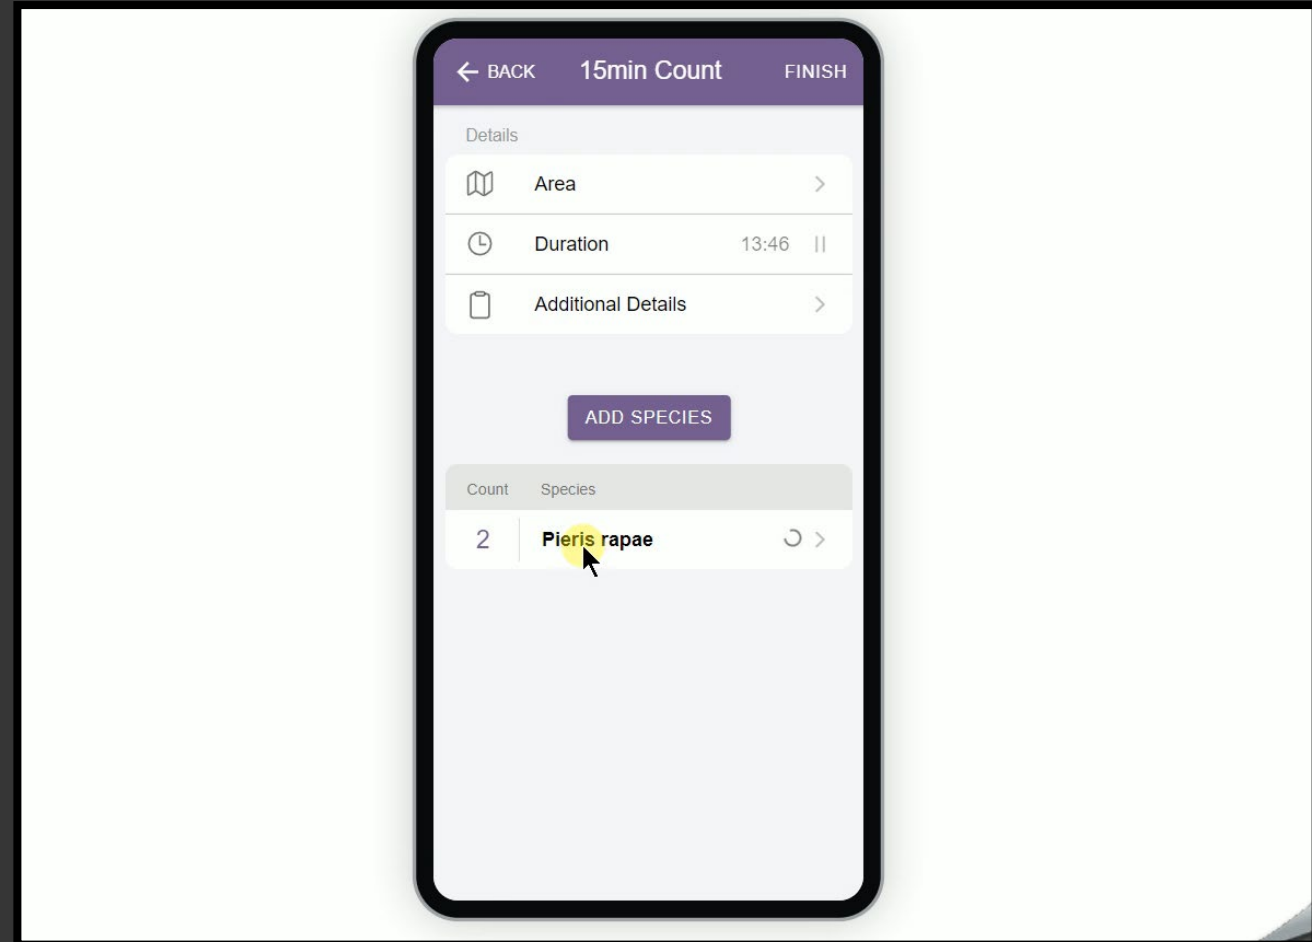 BACK 15min Count FINISH
Details
Area
Duration 13:46
Additional Details
ADD SPECIES
Count Species
2 Pieris rapae